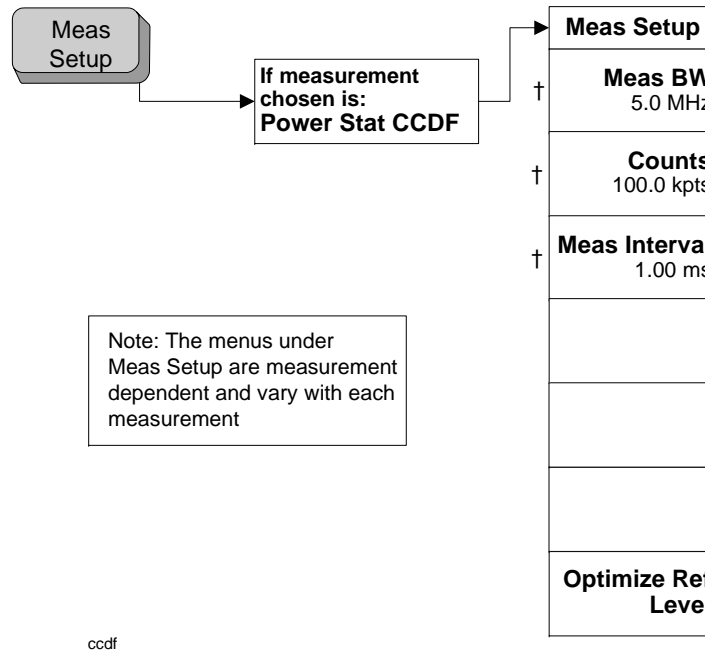 Meas
Setup
If measurement
chosen is:
Power Stat CCDF
Meas Setup
†
Meas BW
5.0 MHz
†
Counts
100.0 kpts
†
Meas Interva
1.00 ms
Note: The menus under
Meas Setup are measurement
dependent and vary with each
measurement
Optimize Ref
Leve
ccdf